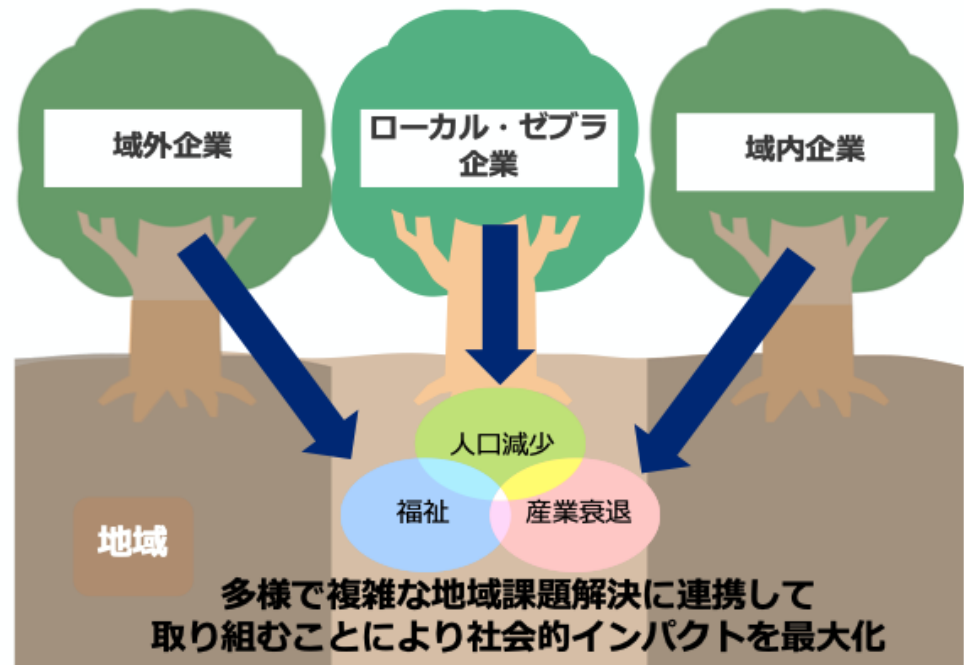 域外企業
ローカル・ゼブラ
企業
域内企業
人口減少
福祉
産業衰退
地域
多様で複雑な地域課題解決に連携して
取り組むことにより社会的インパクトを最大化